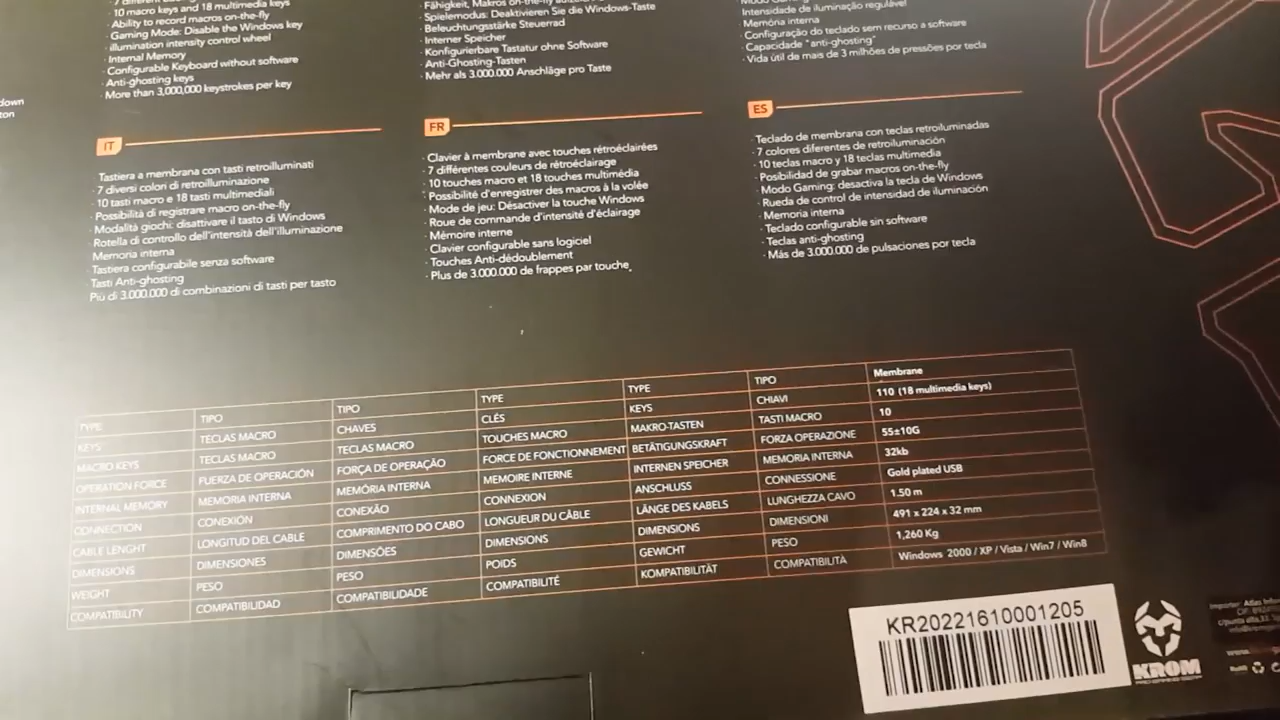 10 macro keys and 18 multimedia keys
· Ability to record macros on-the-fly
· Gaming Mode: Disable the Windows key
· illumination intensity control wheel
· Internal Memory
· Configurable Keyboard without software
· Anti-ghosting keys
· More than 3,000,000 keystrokes per key
· Spielemodus: Deaktivieren Sie die Windows-Taste
· Beleuchtungsstärke Steuerrad
· Interner Speicher
· Konfigurierbare Tastatur ohne Software
· Anti-Ghosting-Tasten
· Mehr als 3.000.000 Anschläge pro Taste
Intensidade de iluminação regulável
· Memória interna
· Configuração do teclado sem recurso a software
· Capacidade "anti-ghosting"
· Vida útil de mais de 3 milhões de pressões por tecla
down
IT
Tastiera a membrana con tasti retroilluminati
· 7 diversi colori di retroilluminazione
· 10 tasti macro e 18 tasti multimediali
· Possibilità di registrare macro on-the-fly
· Modalità giochi: disattivare il tasto di Windows
· Rotella di controllo dell'intensità dell'illuminazione
Memoria interna
· Tastiera configurabile senza software
· Tasti Anti-ghosting
Più di 3.000.000 di combinazioni di tasti per tasto
FR
· Clavier à membrane avec touches rétroéclairées
· 7 différentes couleurs de rétroéclairage
· 10 touches macro et 18 touches multimédia
· Possibilité d'enregistrer des macros à la volée
· Mode de jeu: Désactiver la touche Windows
· Roue de commande d'intensité d'éclairage
· Mémoire interne
· Clavier configurable sans logiciel
· Touches Anti-dédoublement
· Plus de 3.000.000 de frappes par touche
ES
· Teclado de membrana con teclas retroiluminadas
· 7 colores diferentes de retroiluminación
· 10 teclas macro y 18 teclas multimedia
· Posibilidad de grabar macros on-the-fly
· Modo Gaming: desactiva la tecla de Windows
· Rueda de control de intensidad de iluminación
· Memoria interna
· Teclado configurable sin software
· Teclas anti-ghosting
· Más de 3.000.000 de pulsaciones por tecla
TYPE TIPO TIPO TYPE TYPE TIPO Membrane
KEYS TECLAS MACRO CHAVES CLÉS KEYS CHIAVI 110 (18 multimedia keys)
MACRO KEYS TECLAS MACRO TECLAS MACRO TOUCHES MACRO MAKRO-TASTEN TASTI MACRO 10
OPERATION FORCE FUERZA DE OPERACIÓN FORÇA DE OPERAÇÃO FORCE DE FONCTIONNEMENT BETÄTIGUNGSKRAFT FORZA OPERAZIONE 55±10G
INTERNAL MEMORY MEMORIA INTERNA MEMÓRIA INTERNA MEMOIRE INTERNE INTERNEN SPEICHER MEMORIA INTERNA 32kb
CONNECTION CONEXIÓN CONEXÃO CONNEXION ANSCHLUSS CONNESSIONE Gold plated USB
CABLE LENGHT LONGITUD DEL CABLE COMPRIMENTO DO CABO LONGUEUR DU CÂBLE LÄNGE DES KABELS LUNGHEZZA CAVO 1.50 m
DIMENSIONS DIMENSIONES DIMENSÕES DIMENSIONS DIMENSIONS DIMENSIONI 491 x 224 x 32 mm
WEIGHT PESO PESO POIDS GEWICHT PESO 1,260 Kg
COMPATIBILITY COMPATIBILIDAD COMPATIBILIDADE COMPATIBILITÉ KOMPATIBILITÄT COMPATIBILITÀ Windows 2000 / XP / Vista / Win7 / Win8
KR20221610001205
KROM